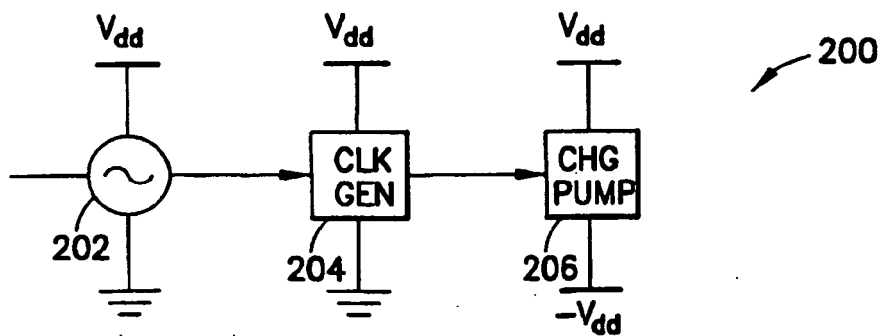 Vdd Vdd Vdd
200
CLK
GEN
CHG
PUMP
202
204
206
-Vdd